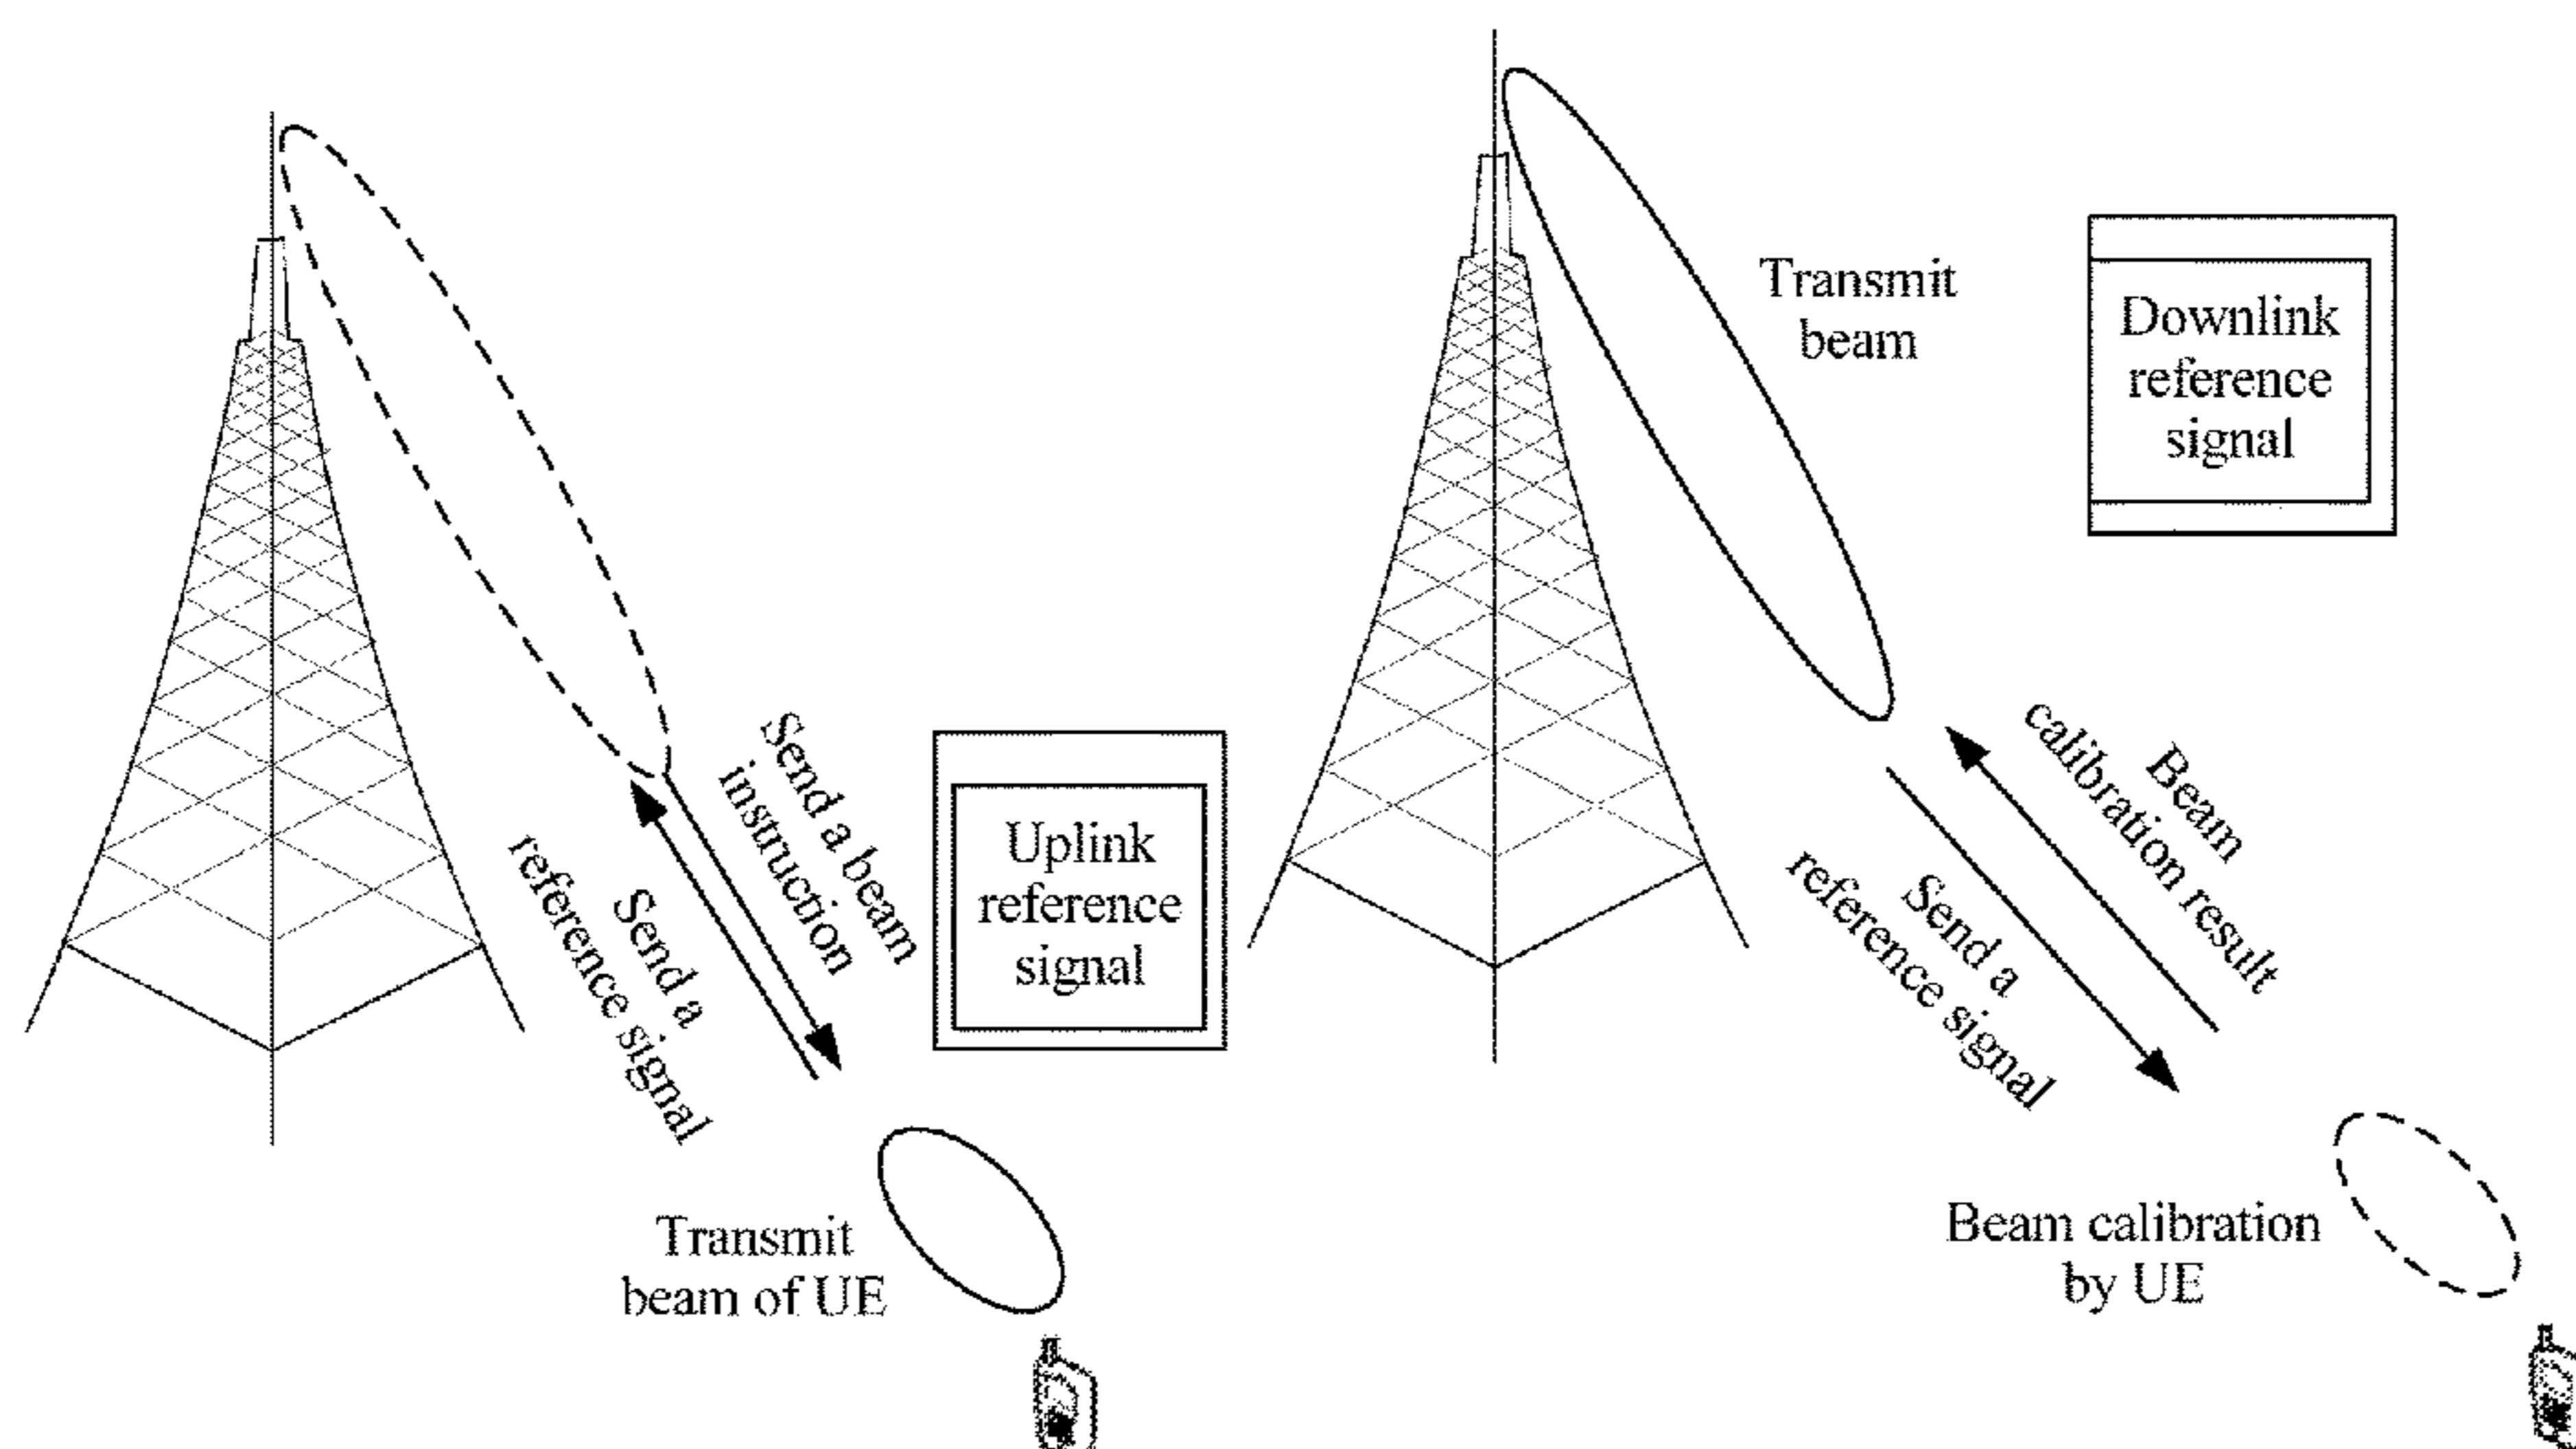 Send a beam
instruction
Send a
reference signal
Uplink
reference
signal
Transmit
beam of UE
Transmit
beam
Downlink
reference
signal
Beam
calibration result
Send a
reference signal
Beam calibration
by UE